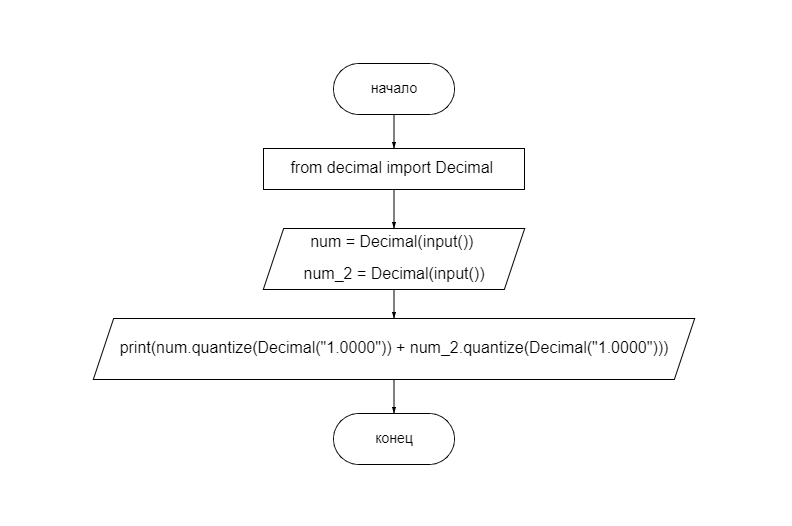 начало
from decimal import Decimal
num = Decimal(input())
num_2 = Decimal(input())
print(num.quantize(Decimal("1.0000")) + num_2.quantize(Decimal("1.0000")))
конец